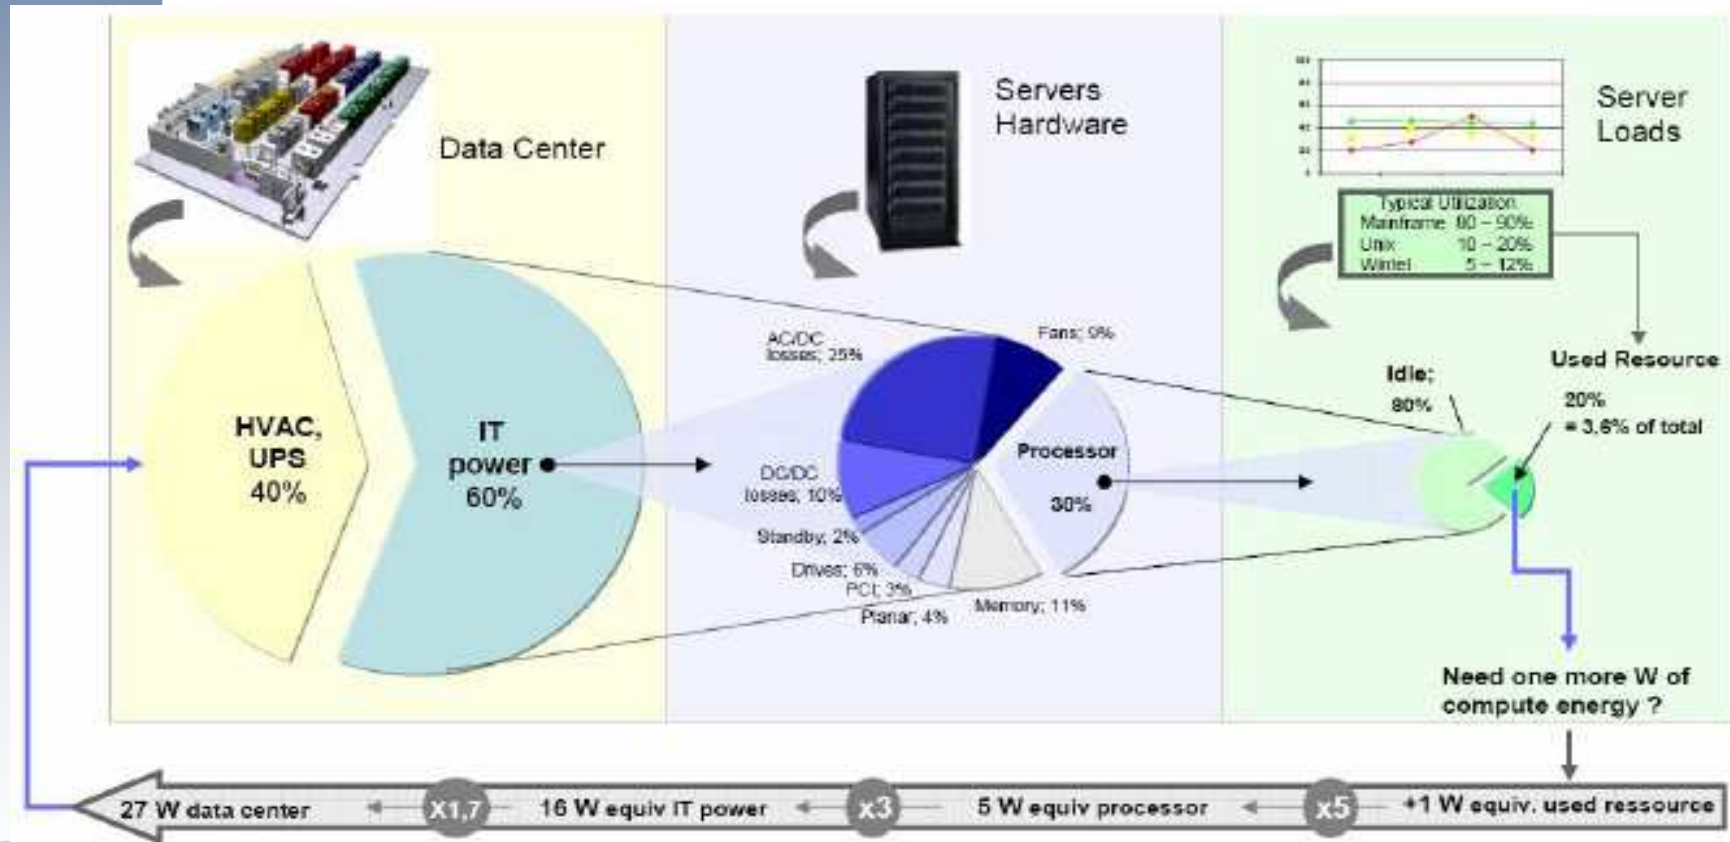 Data Center
Servers
Hardware
Server
Loads
80
60
40
20
Typical Utilization
Mainframe 80 – 90%
Unix 10 – 20%
Wintel 5 – 12%
HVAC,
UPS
40%
IT
power
60%
AC/DC
losses; 25%
Fans; 9%
DC/DC
losses; 10%
Standby; 2%
Drives; 6%
PCI; 3%
Planar; 4%
Memory; 11%
Processor
30%
Idle;
80%
Used Resource
20%
= 3,6% of total
Need one more W of
compute energy ?
27 W data center
X1,7
16 W equiv IT power
x3
5 W equiv processor
x5
+1 W equiv. used ressource